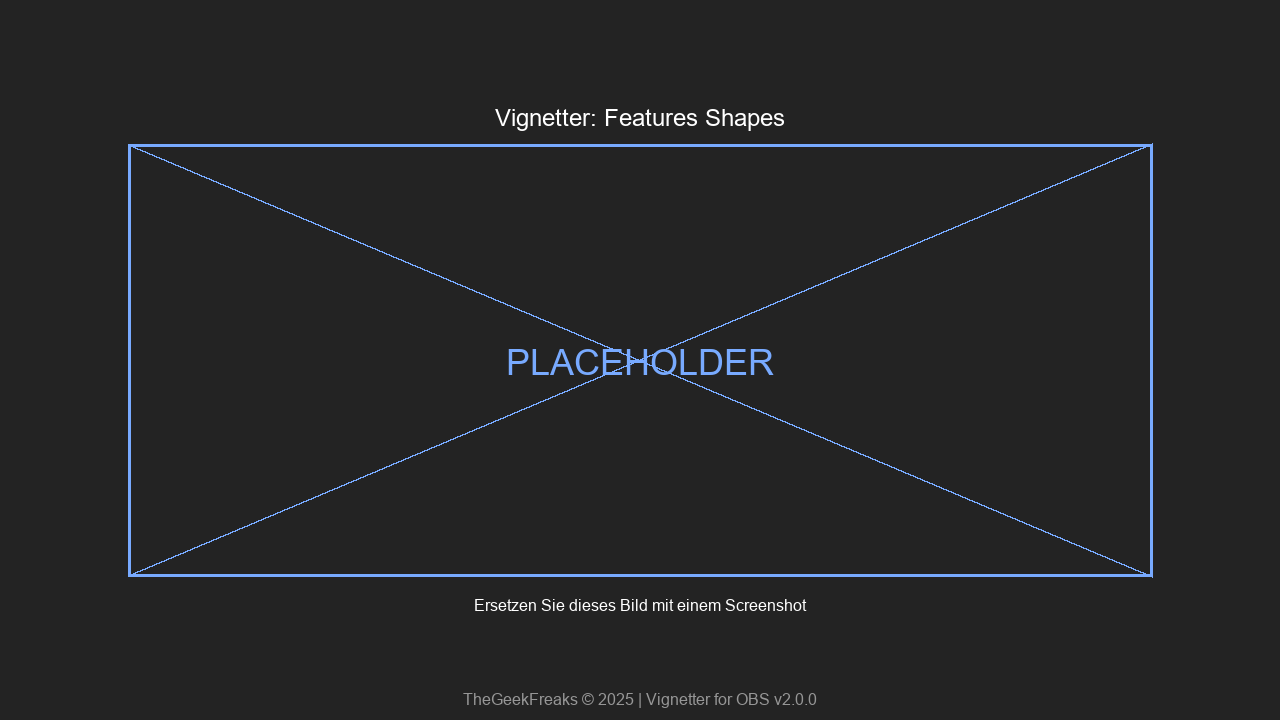 Vignetter: Features Shapes
PLACEHOLDER
Ersetzen Sie dieses Bild mit einem Screenshot
TheGeekFreaks © 2025 | Vignetter for OBS v2.0.0